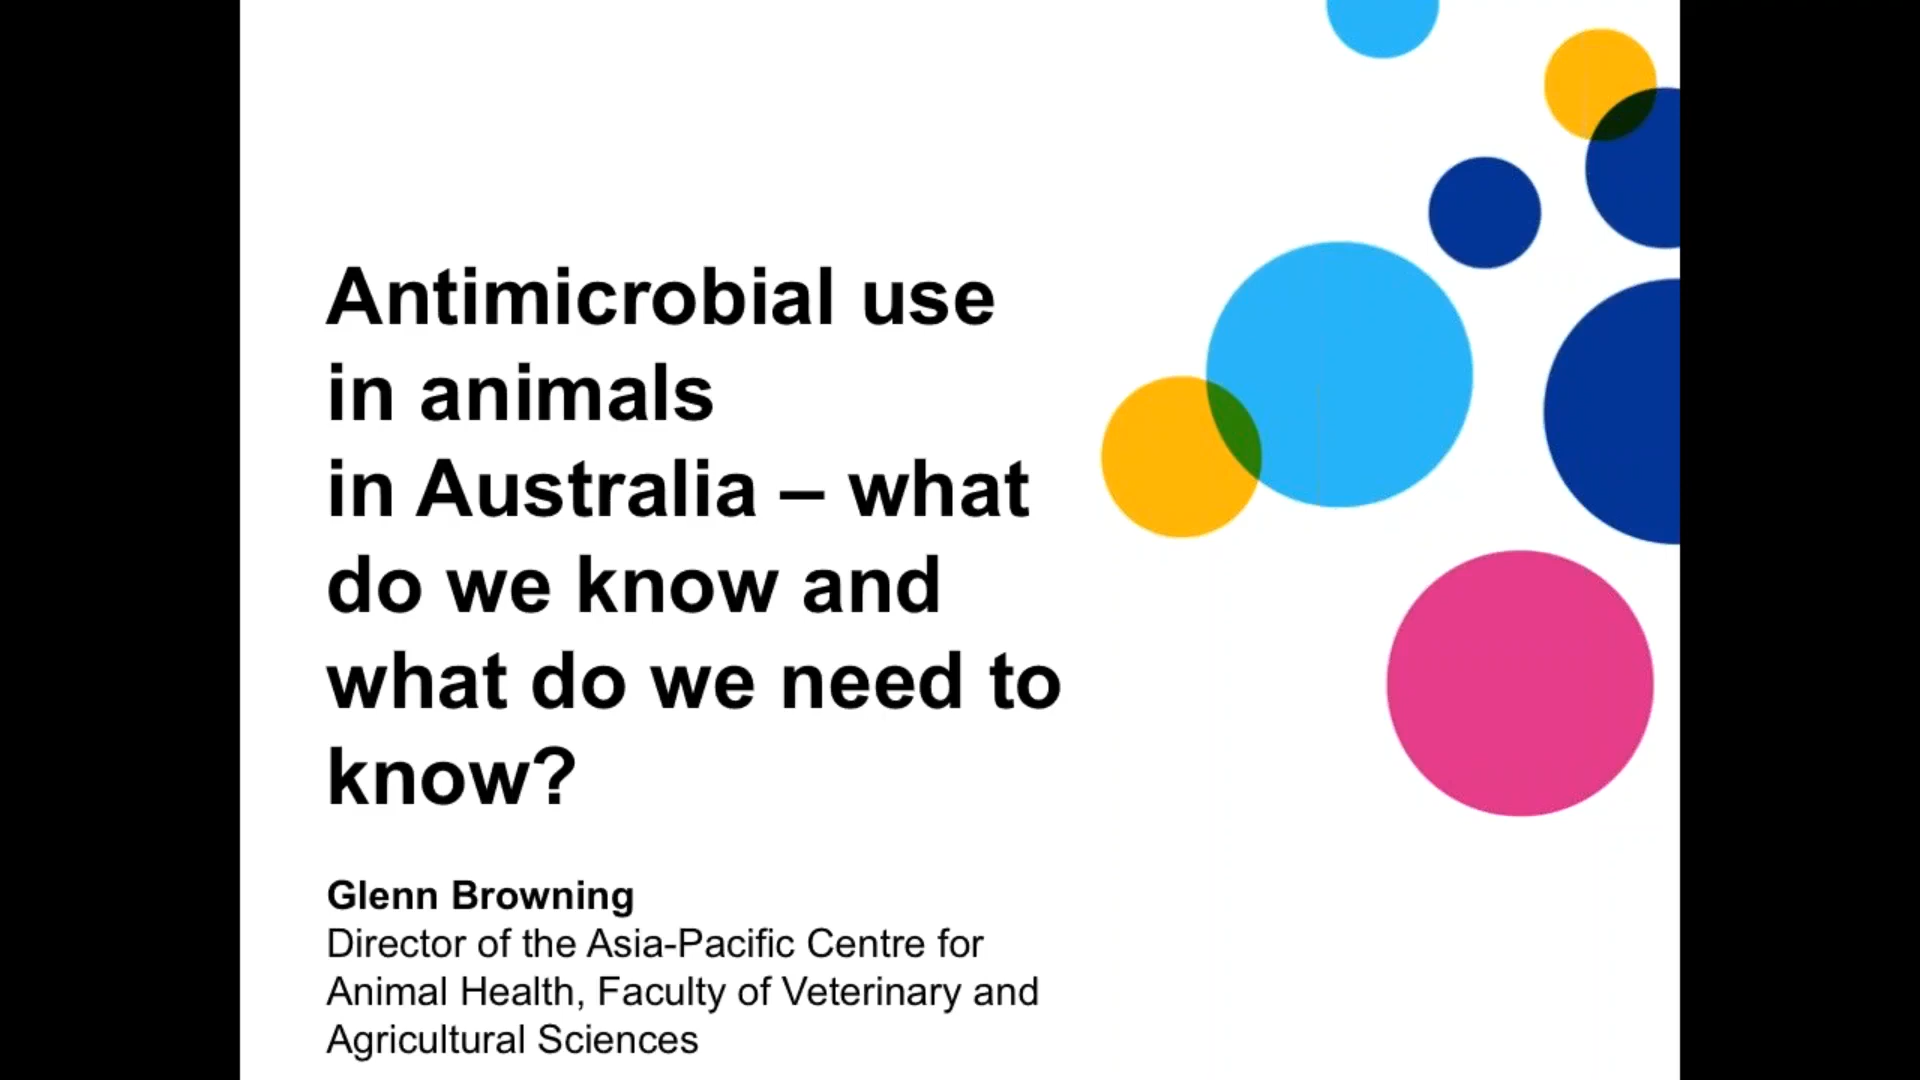 Antimicrobial use
in animals
in Australia – what
do we know and
what do we need to
know?
Glenn Browning
Director of the Asia-Pacific Centre for
Animal Health, Faculty of Veterinary and
Agricultural Sciences